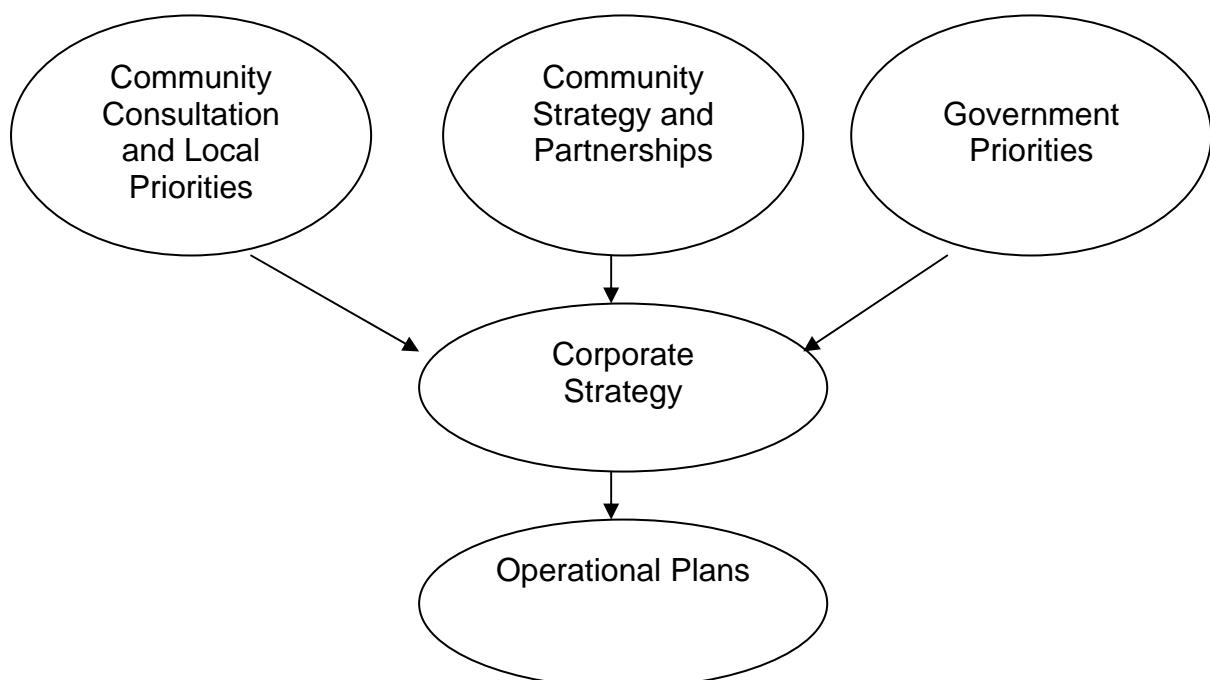 Community
Consultation
and Local
Priorities
Community
Strategy and
Partnerships
Government
Priorities
Corporate
Strategy
Operational Plans